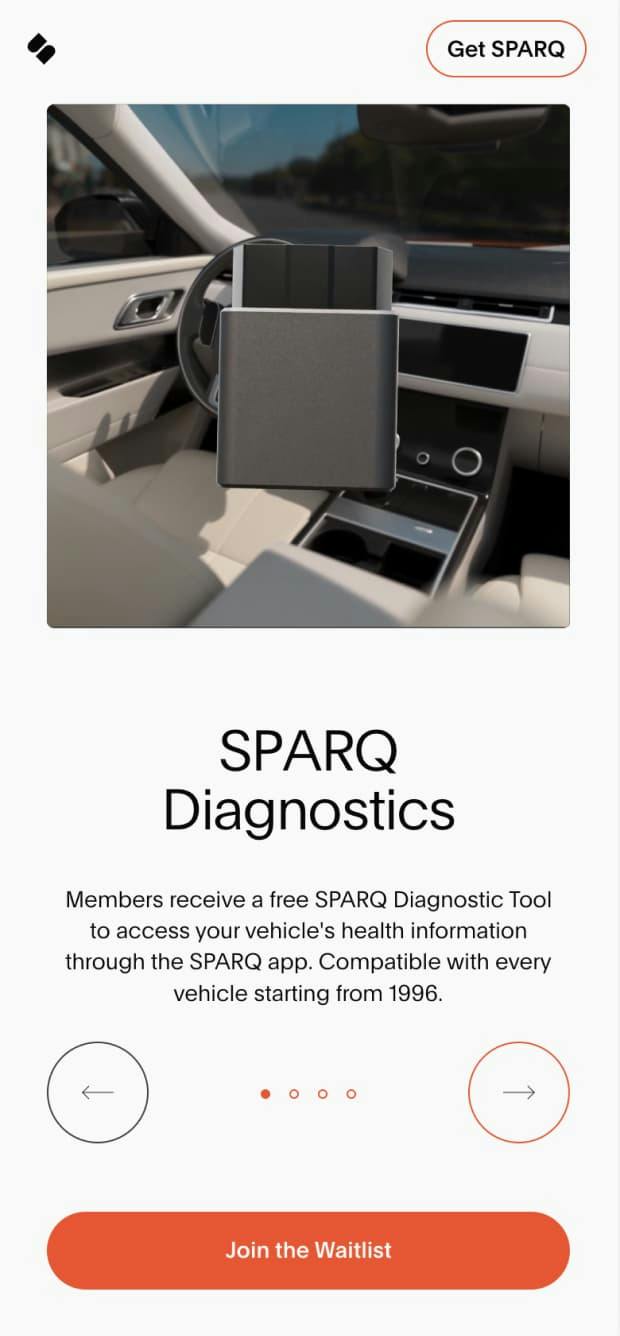 Get SPARQ
SPARQ
Diagnostics
Members receive a free SPARQ Diagnostic Tool
to access your vehicle's health information
through the SPARQ app. Compatible with every
vehicle starting from 1996.
Join the Waitlist